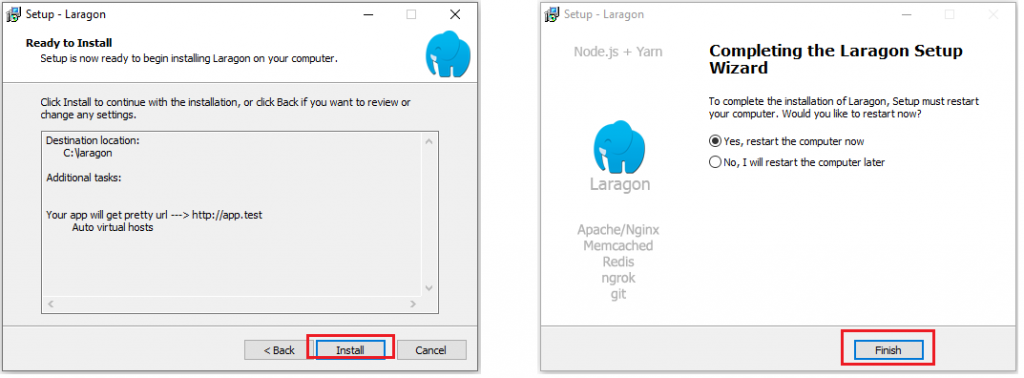 Setup - Laragon
Ready to Install
Setup is now ready to begin installing Laragon on your computer.
Click Install to continue with the installation, or click Back if you want to review or
change any settings.
Destination location:
C:\laragon
Additional tasks:
Your app will get pretty url ---> http://app.test
Auto virtual hosts
< Back
Install
Cancel
Setup - Laragon
Node.js + Yarn
Laragon
Apache/Nginx
Memcached
Redis
ngrok
git
Completing the Laragon Setup
Wizard
To complete the installation of Laragon, Setup must restart
your computer. Would you like to restart now?
Yes, restart the computer now
No, I will restart the computer later
Finish